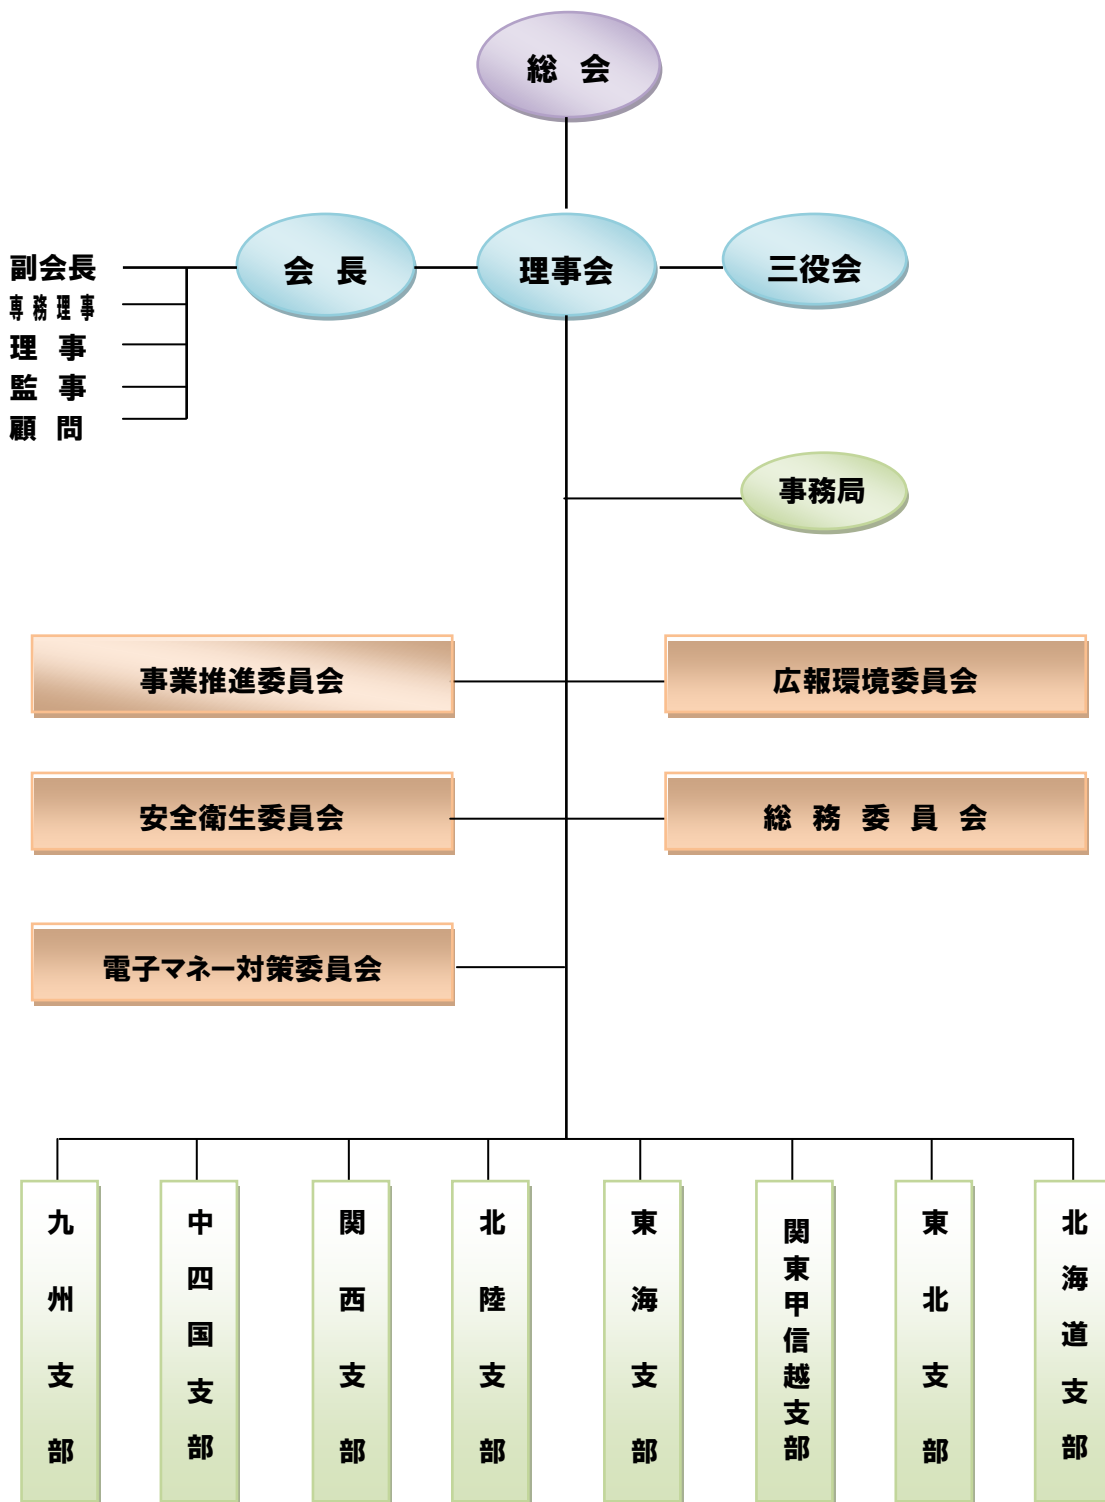 総 会
会 長
理事会
三役会
副会長
専務理事
理 事
監 事
顧 問
事務局
事業推進委員会
広報環境委員会
安全衛生委員会
総務委員会
電子マネー対策委員会
九州支部
中四国支部
関西支部
北陸支部
東海支部
関東甲信越支部
東北支部
北海道支部